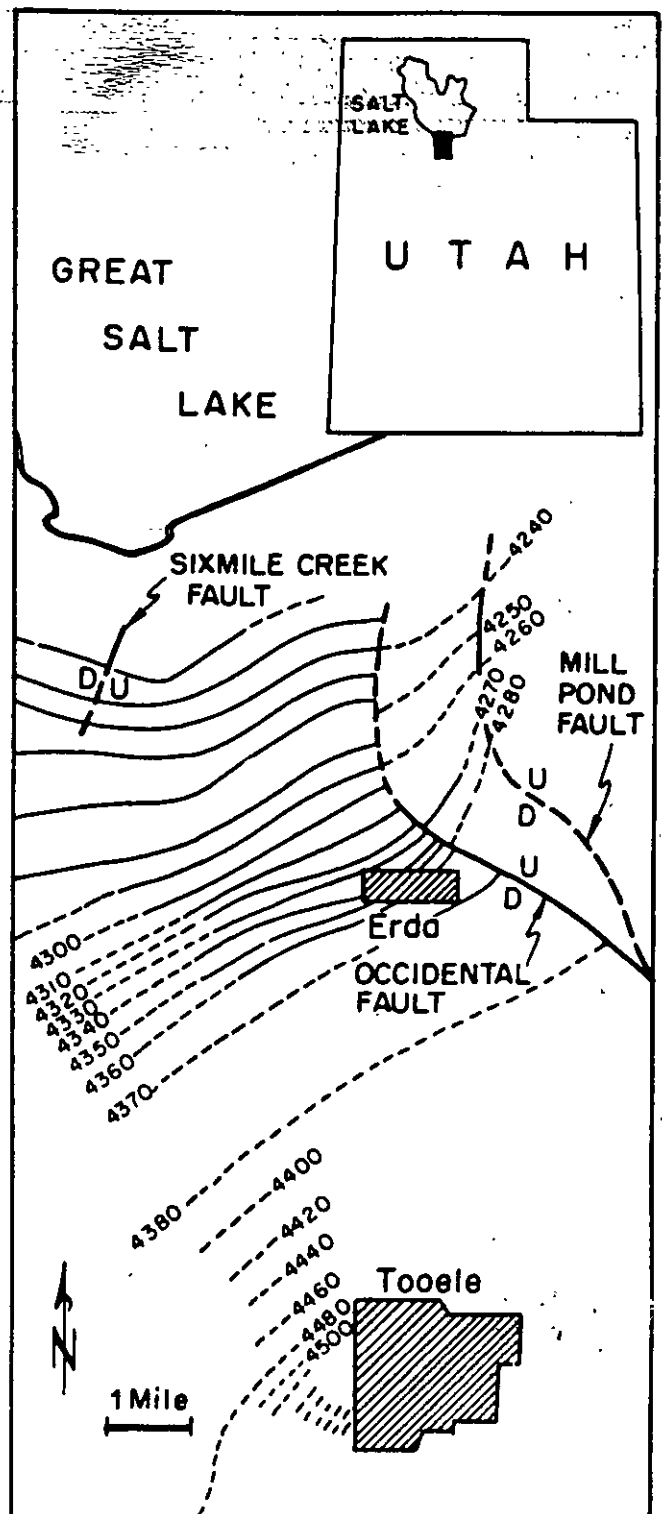 SALT
LAKE
U T A H
GREAT
SALT
LAKE
SIXMILE CREEK
FAULT
4240
4250
4260
4270
4280
MILL
POND
FAULT
D U
U
D
U
D
Erda
OCCIDENTAL
FAULT
4300
4310
4320
4330
4340
4350
4360
4370
4380
4400
4420
4440
4460
4480
4500
Tooele
N
1 Mile